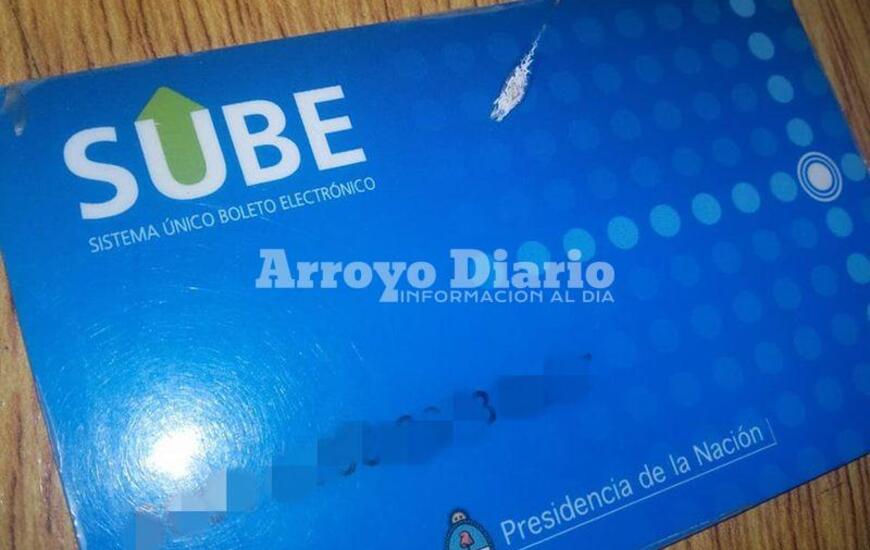 SUBE
SISTEMA ÚNICO BOLETO ELECTRÓNICO
Arroyo Diario
INFORMACION AL DIA
Presidencia de la Nación